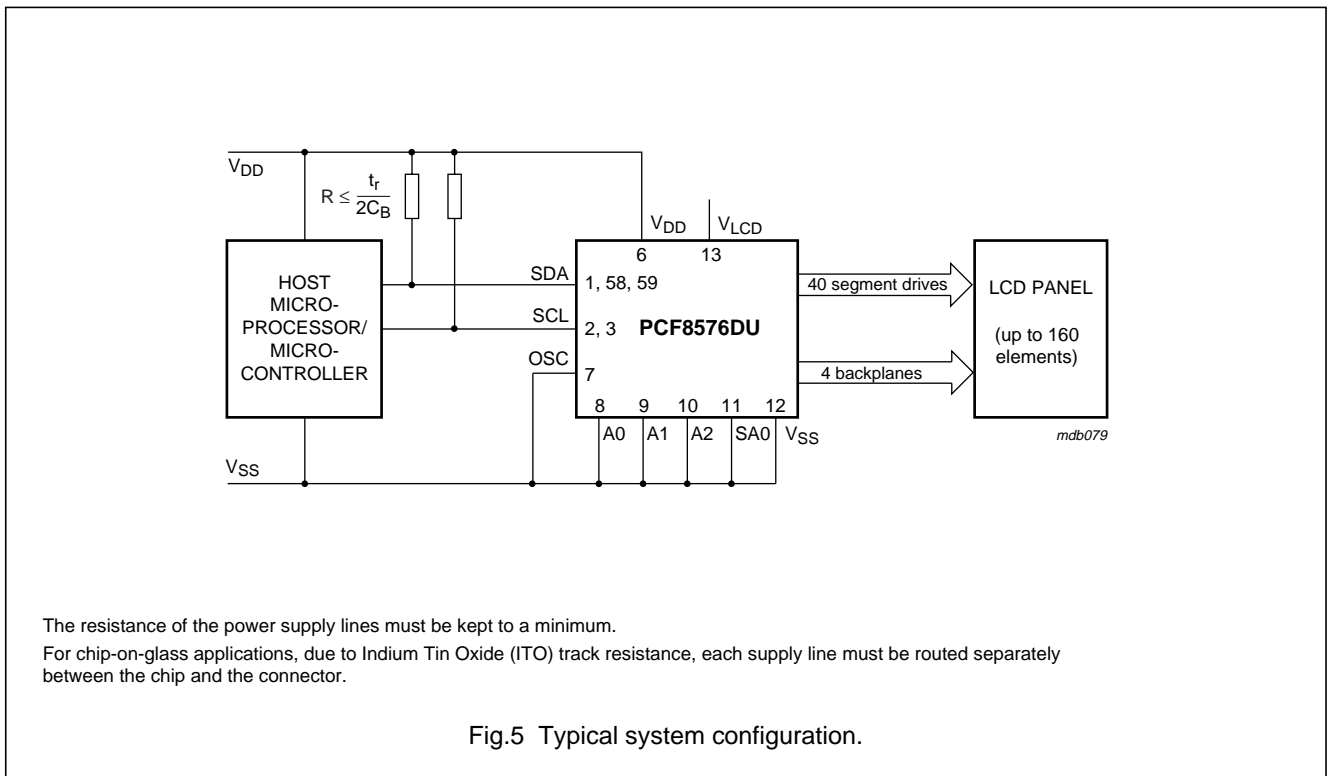 VDD
R ≤ tr
2CB
VDD
VLCD
6
13
HOST
MICRO-
PROCESSOR/
MICRO-
CONTROLLER
SDA
1, 58, 59
SCL
2, 3
PCF8576DU
OSC
7
8
9
10
11
12
A0
A1
A2
SA0
VSS
40 segment drives
4 backplanes
LCD PANEL
(up to 160
elements)
mdb079
VSS
The resistance of the power supply lines must be kept to a minimum.
For chip-on-glass applications, due to Indium Tin Oxide (ITO) track resistance, each supply line must be routed separately
between the chip and the connector.
Fig.5 Typical system configuration.